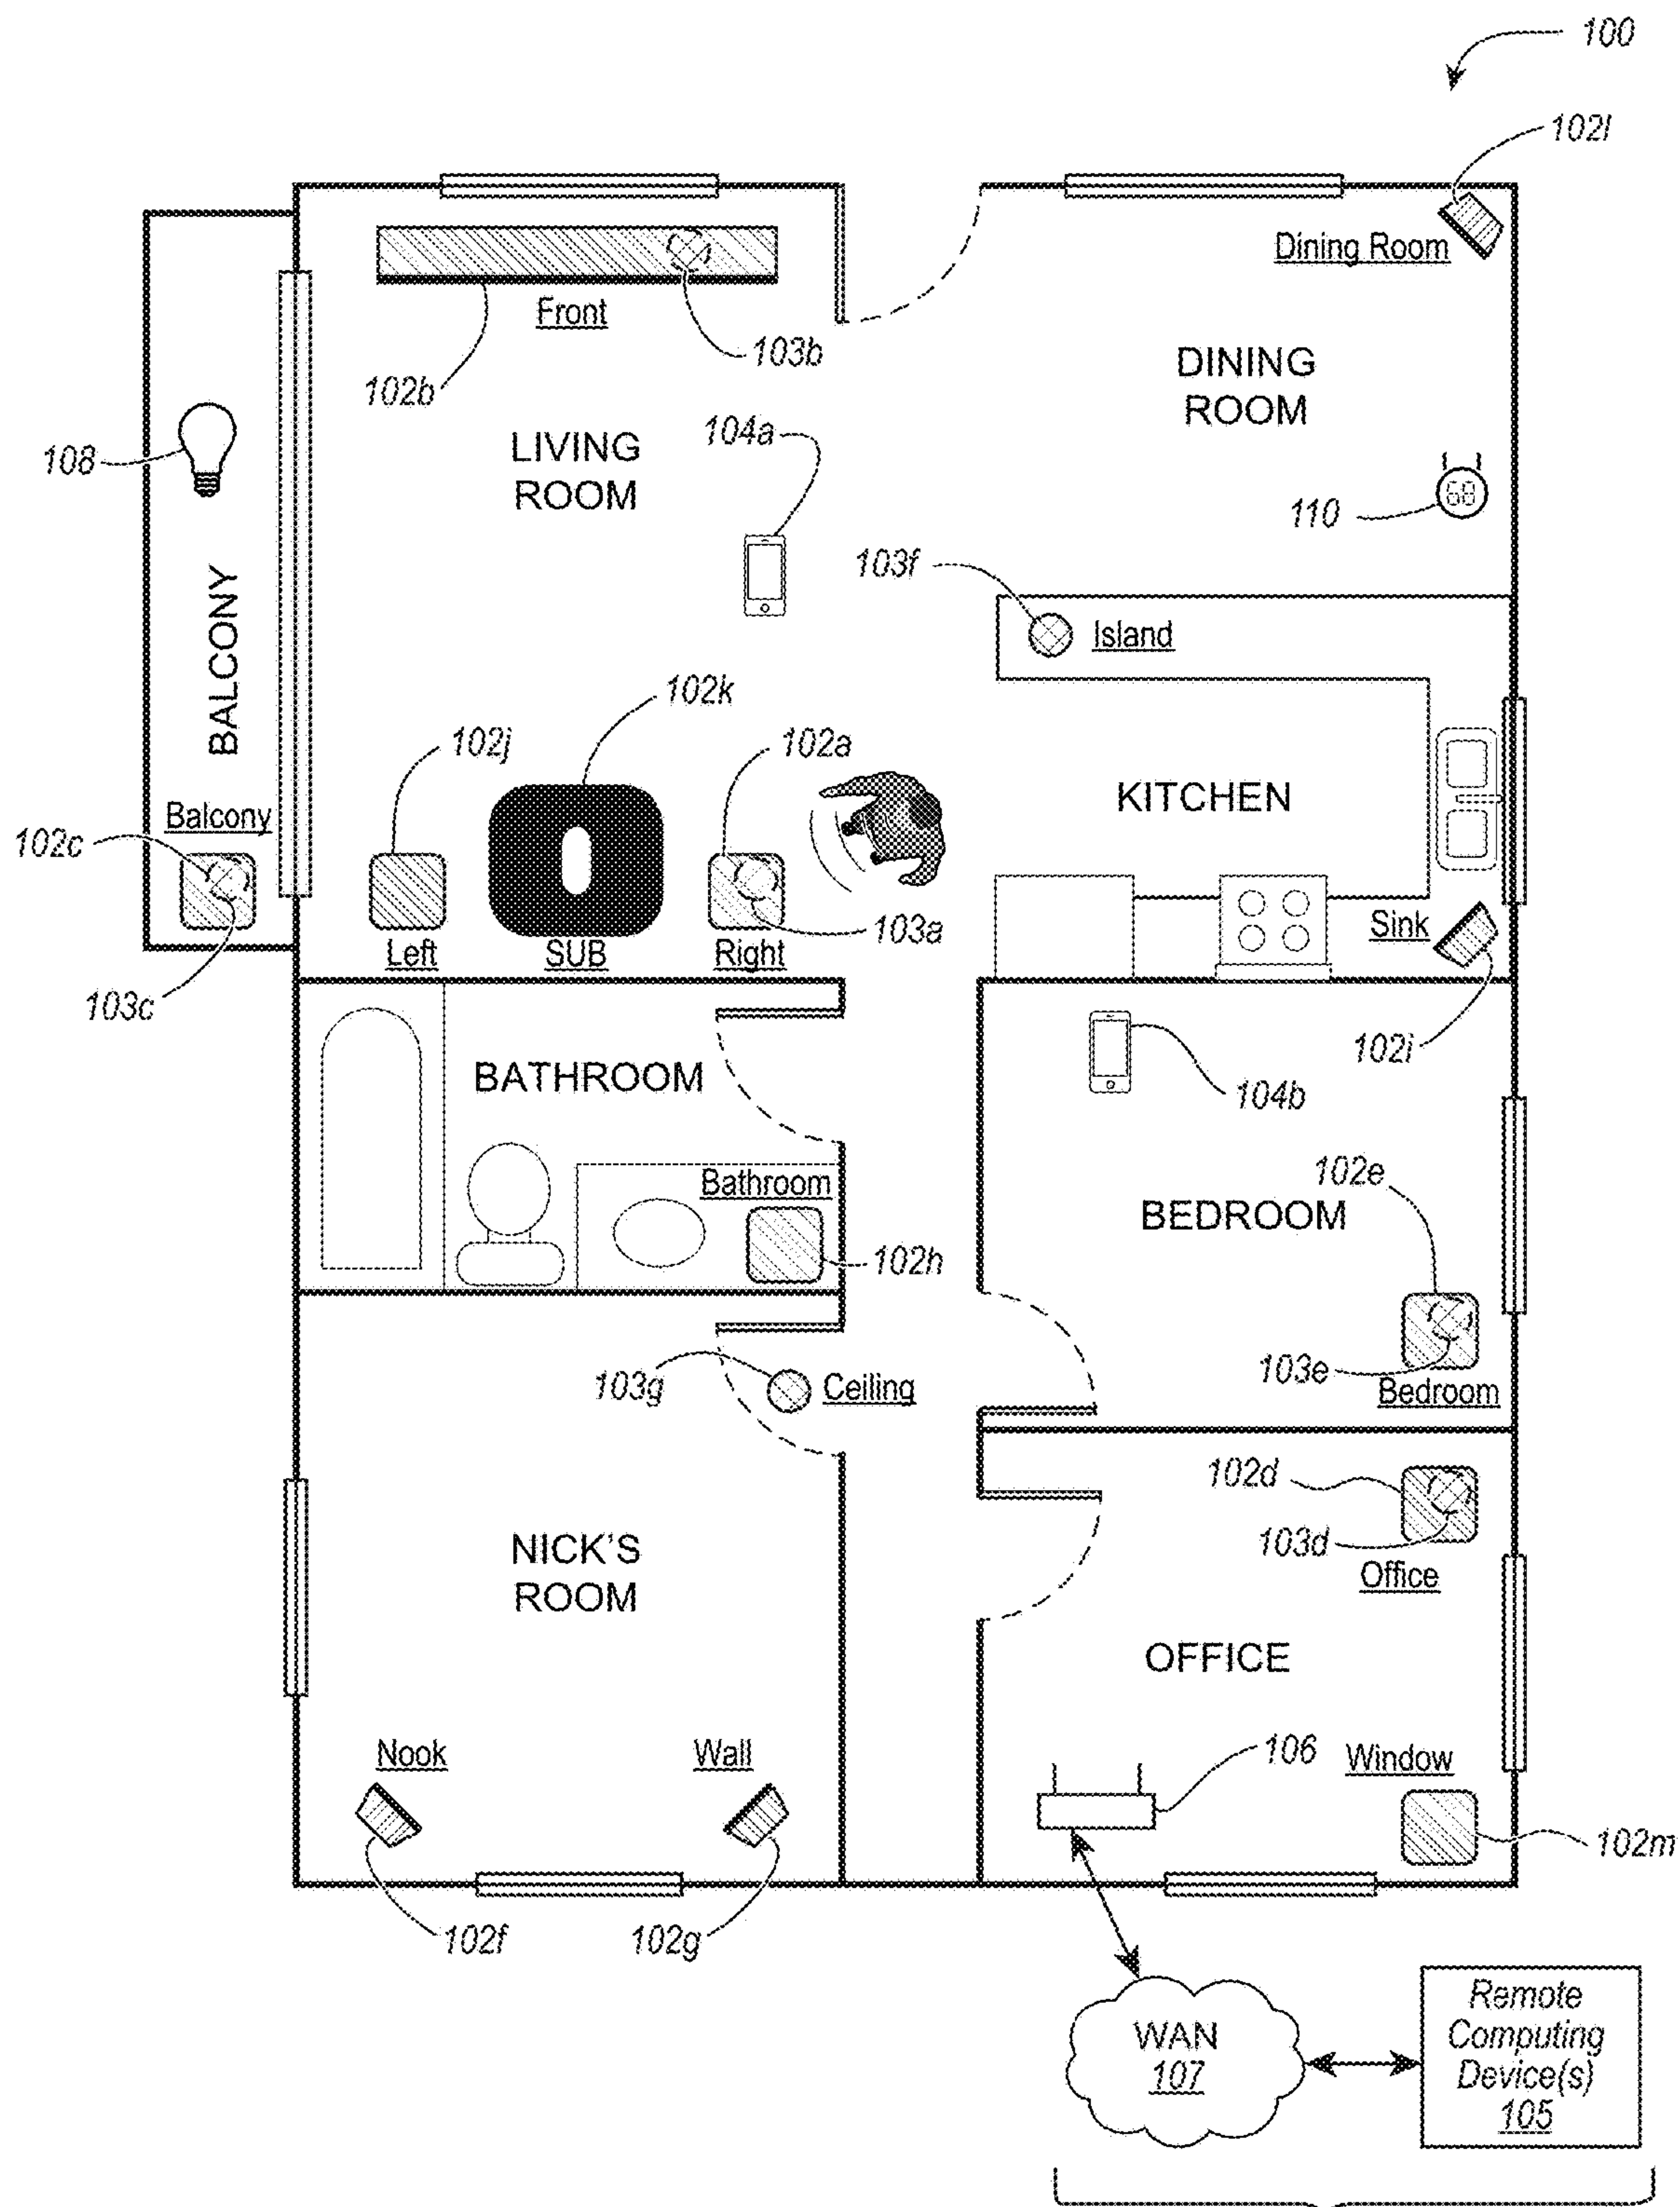 100
102l
Dining Room
Front
103b
102b
DINING
ROOM
104a
LIVING
ROOM
108
68
110
103f
Island
BALCONY
102k
102j
102a
KITCHEN
Balcony
102c
Sink
103a
Left
SUB
Right
103c
102i
BATHROOM
104b
102e
Bathroom
BEDROOM
102h
103e
103g
Ceiling
Bedroom
102d
103d
NICK'S
ROOM
Office
OFFICE
Nook
Wall
106
Window
102m
102f
102g
Remote
Computing
Device(s)
105
WAN
107